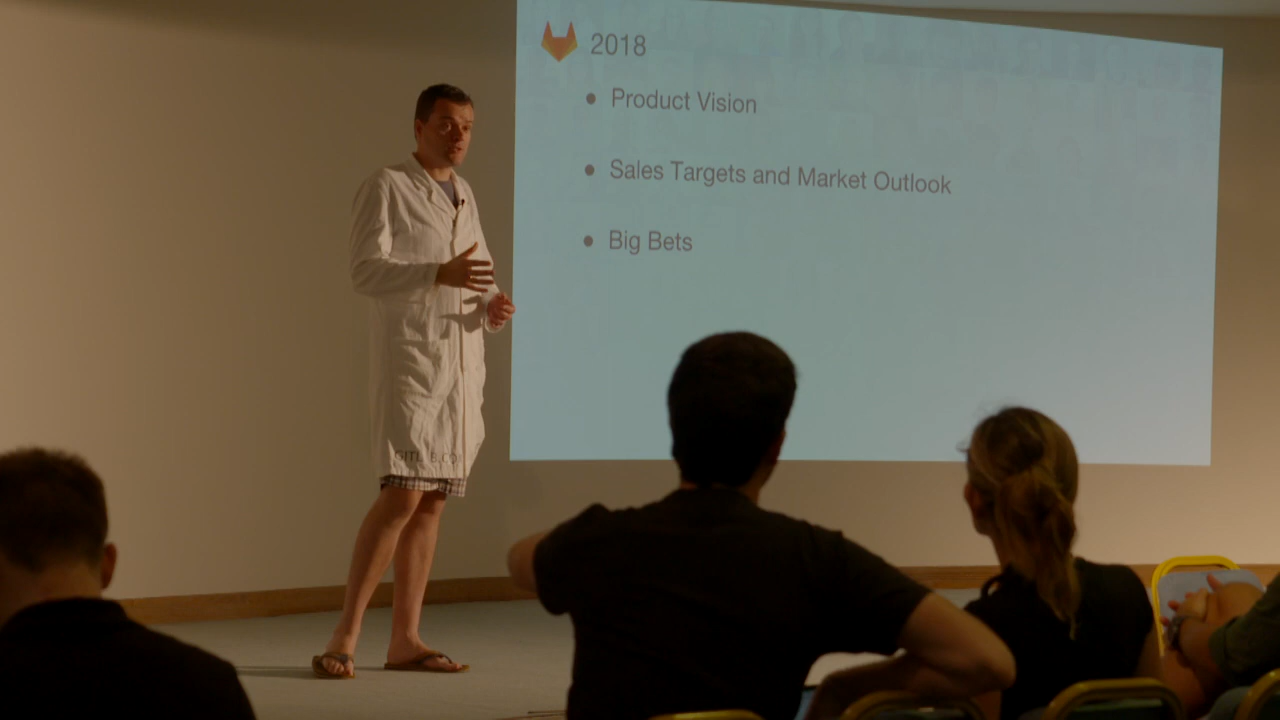 2018
• Product Vision
• Sales Targets and Market Outlook
• Big Bets